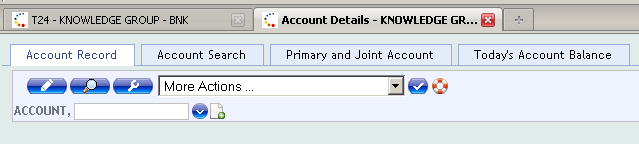 T24 - KNOWLEDGE GROUP - BNK Account Details - KNOWLEDGE GR...
Account Record Account Search Primary and Joint Account Today's Account Balance
More Actions ...
ACCOUNT,